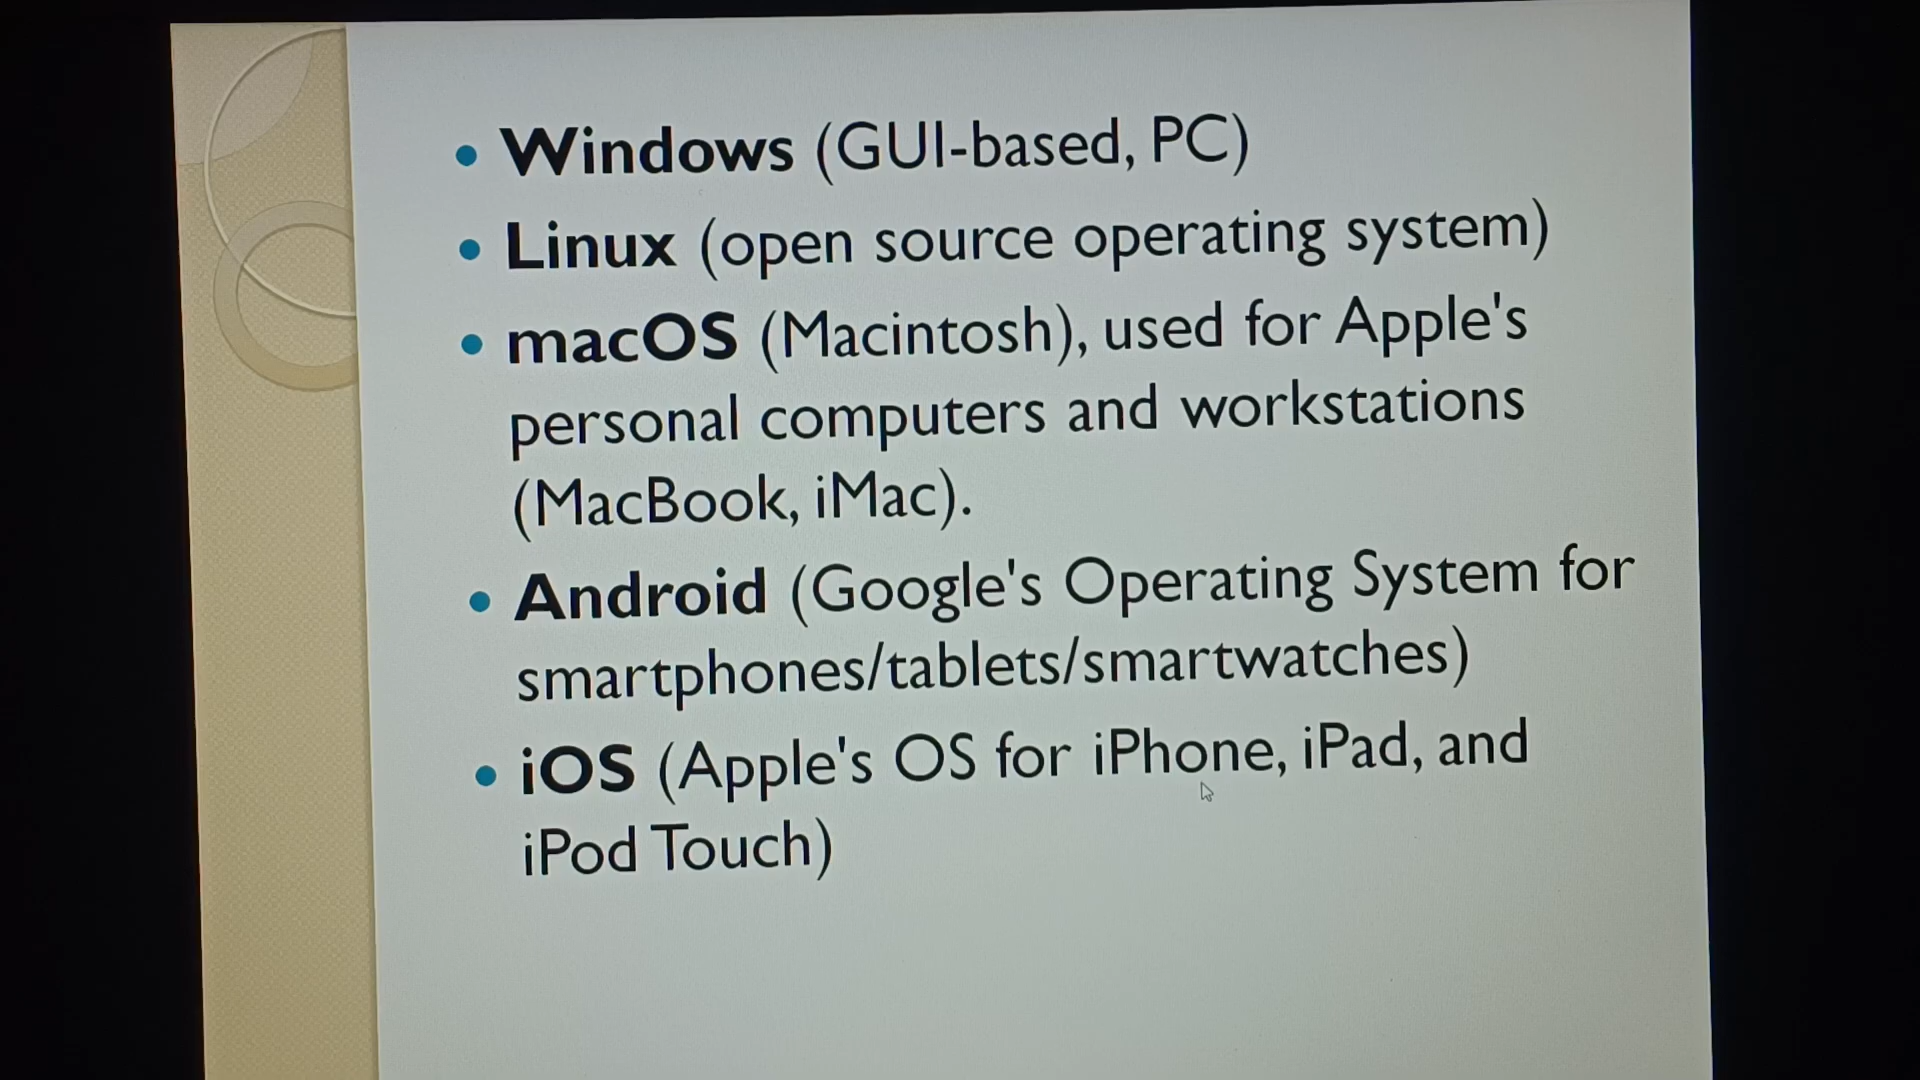 • Windows (GUI-based, PC)
• Linux (open source operating system)
• macOS (Macintosh), used for Apple's
personal computers and workstations
(MacBook, iMac).
• Android (Google's Operating System for
smartphones/tablets/smartwatches)
• iOS (Apple's OS for iPhone, iPad, and
iPod Touch)